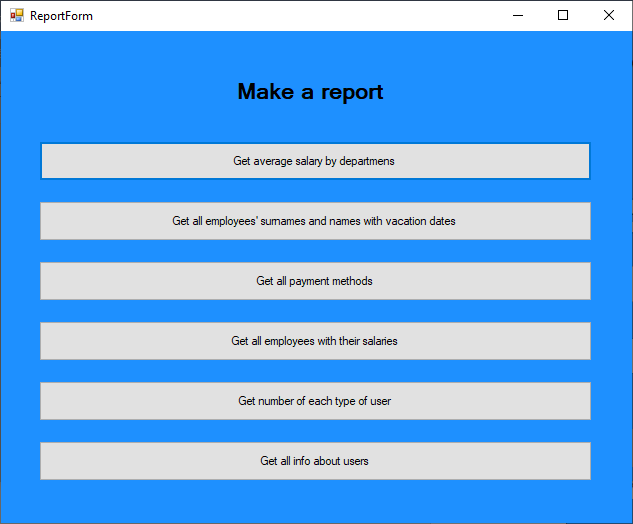 ReportForm
Make a report
Get average salary by departmens
Get all employees' surnames and names with vacation dates
Get all payment methods
Get all employees with their salaries
Get number of each type of user
Get all info about users